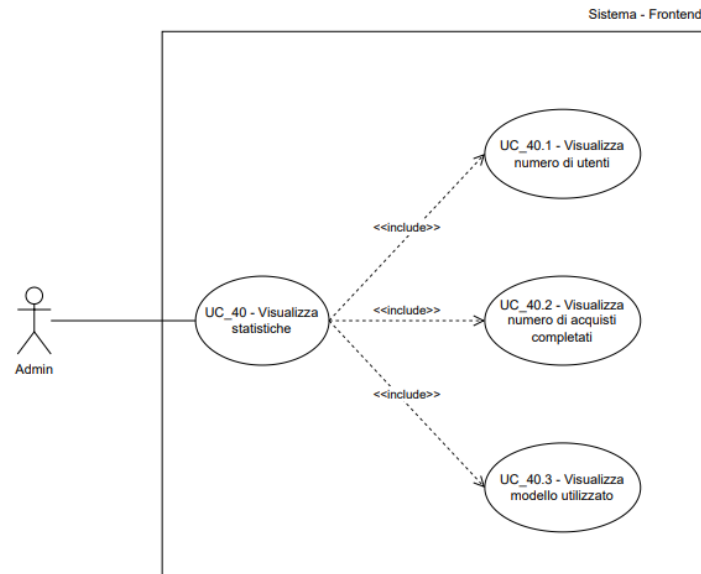 Sistema - Frontend
UC_40.1 - Visualizza
numero di utenti
<<include>>
Admin
UC_40 - Visualizza
statistiche
<<include>>
UC_40.2 - Visualizza
numero di acquisti
completati
<<include>>
UC_40.3 - Visualizza
modello utilizzato